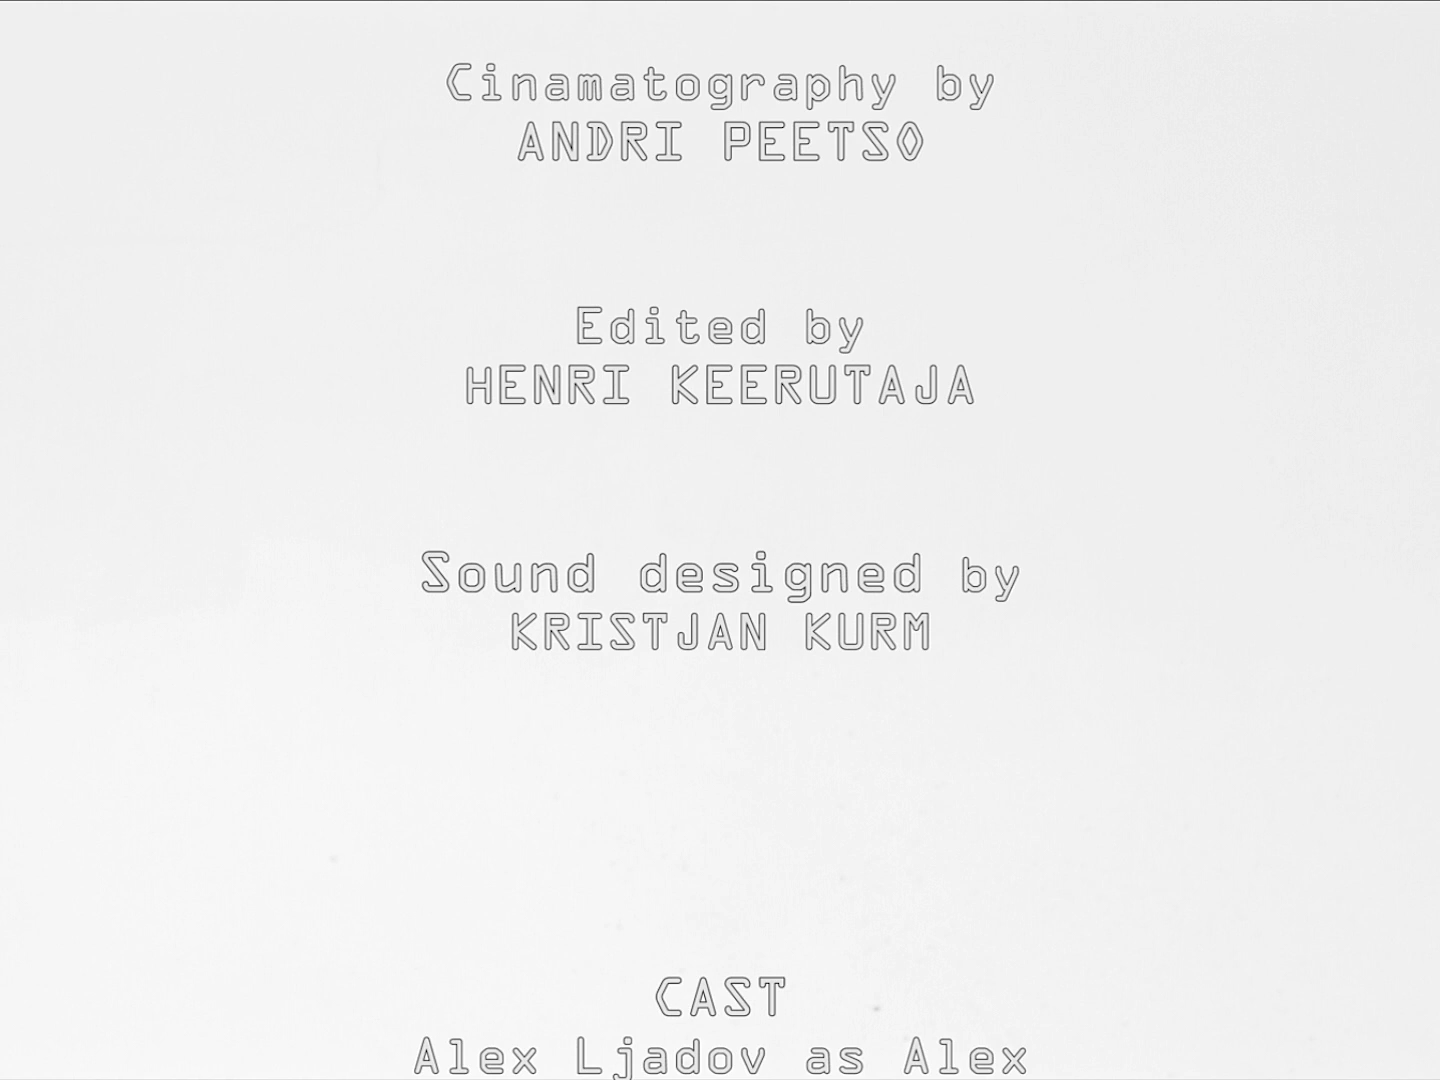 Cinamatography by
ANDRI PEETSO
Edited by
HENRI KEERUTAJA
Sound designed by
KRISTJAN KURM
CAST
Alex Ljadov as Alex